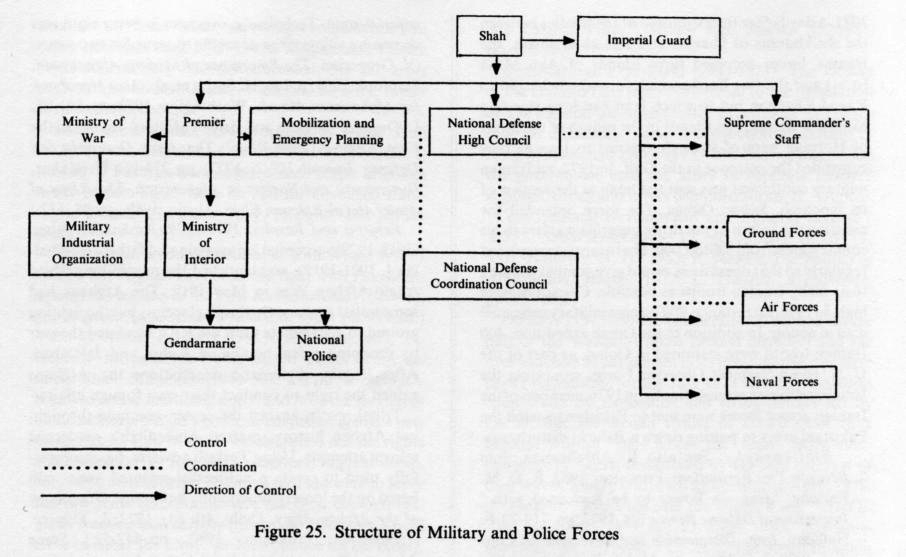 Shah
Imperial Guard
Ministry of
War
Premier
Mobilization and
Emergency Planning
National Defense
High Council
Supreme Commander's
Staff
Military
Industrial
Organization
Ministry
of
Interior
Ground Forces
National Defense
Coordination Council
Air Forces
Gendarmarie
National
Police
Naval Forces
Control
Coordination
Direction of Control
Figure 25. Structure of Military and Police Forces